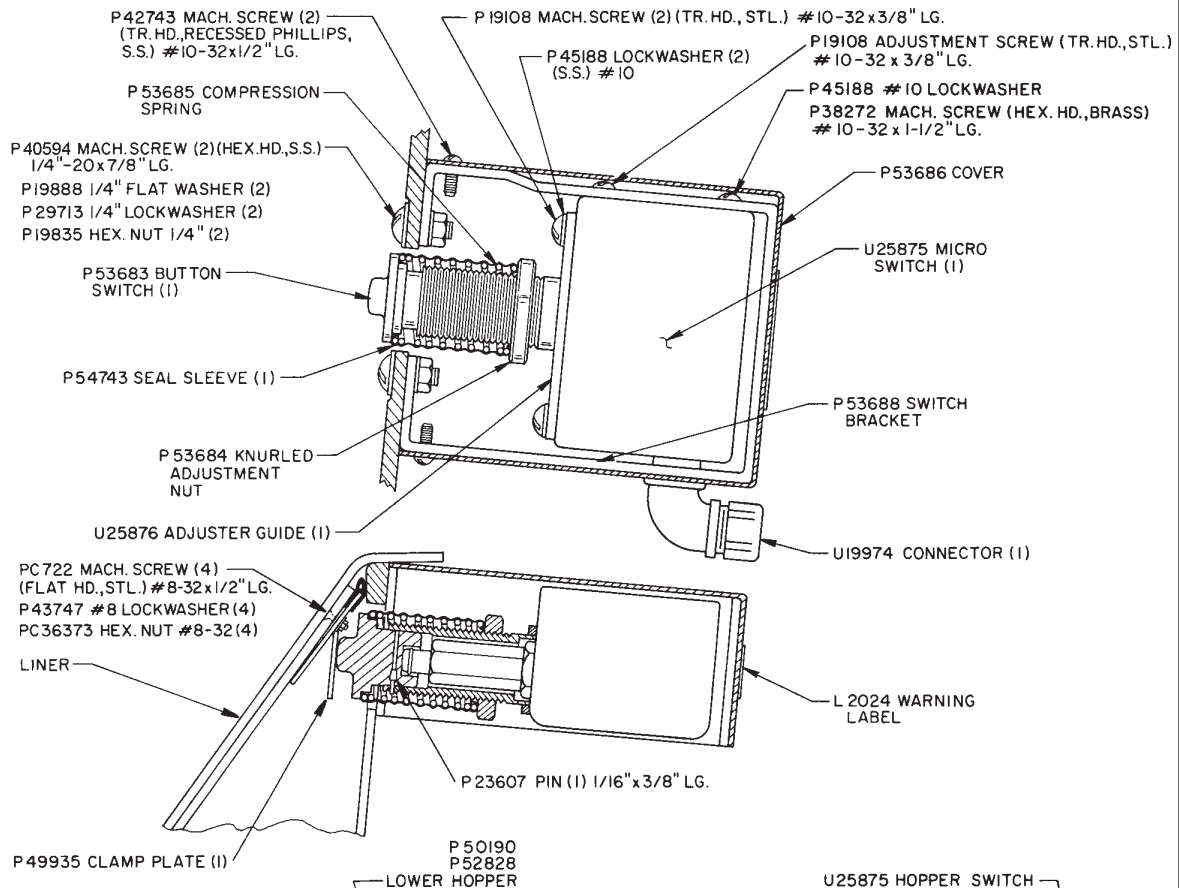 P42743 MACH. SCREW (2)
(TR.HD.,RECESSED PHILLIPS,
S.S.) #10-32x1/2" LG.
P19108 MACH. SCREW (2) (TR.HD., STL.) #10-32x3/8" LG.
P45188 LOCKWASHER (2)
(S.S.) #10
P19108 ADJUSTMENT SCREW (TR.HD.,STL.)
#10-32 x 3/8" LG.
P45188 #10 LOCKWASHER
P38272 MACH. SCREW (HEX. HD.,BRASS)
#10-32x1-1/2" LG.
P53685 COMPRESSION
SPRING
P40594 MACH. SCREW (2)(HEX.HD.,S.S.)
1/4"-20x7/8" LG.
P19888 1/4" FLAT WASHER (2)
P29713 1/4" LOCKWASHER (2)
P19835 HEX. NUT 1/4" (2)
P53686 COVER
U25875 MICRO
SWITCH (1)
P53683 BUTTON
SWITCH (1)
P54743 SEAL SLEEVE (1)
P53688 SWITCH
BRACKET
P53684 KNURLED
ADJUSTMENT
NUT
U25876 ADJUSTER GUIDE (1)
U19974 CONNECTOR (1)
PC722 MACH. SCREW (4)
(FLAT HD.,STL.) #8-32x1/2" LG.
P43747 #8 LOCKWASHER (4)
PC36373 HEX. NUT #8-32 (4)
LINER
L2024 WARNING
LABEL
P23607 PIN (1) 1/16" x 3/8" LG.
P49935 CLAMP PLATE (1)
P50190
P52828
LOWER HOPPER
U25875 HOPPER SWITCH